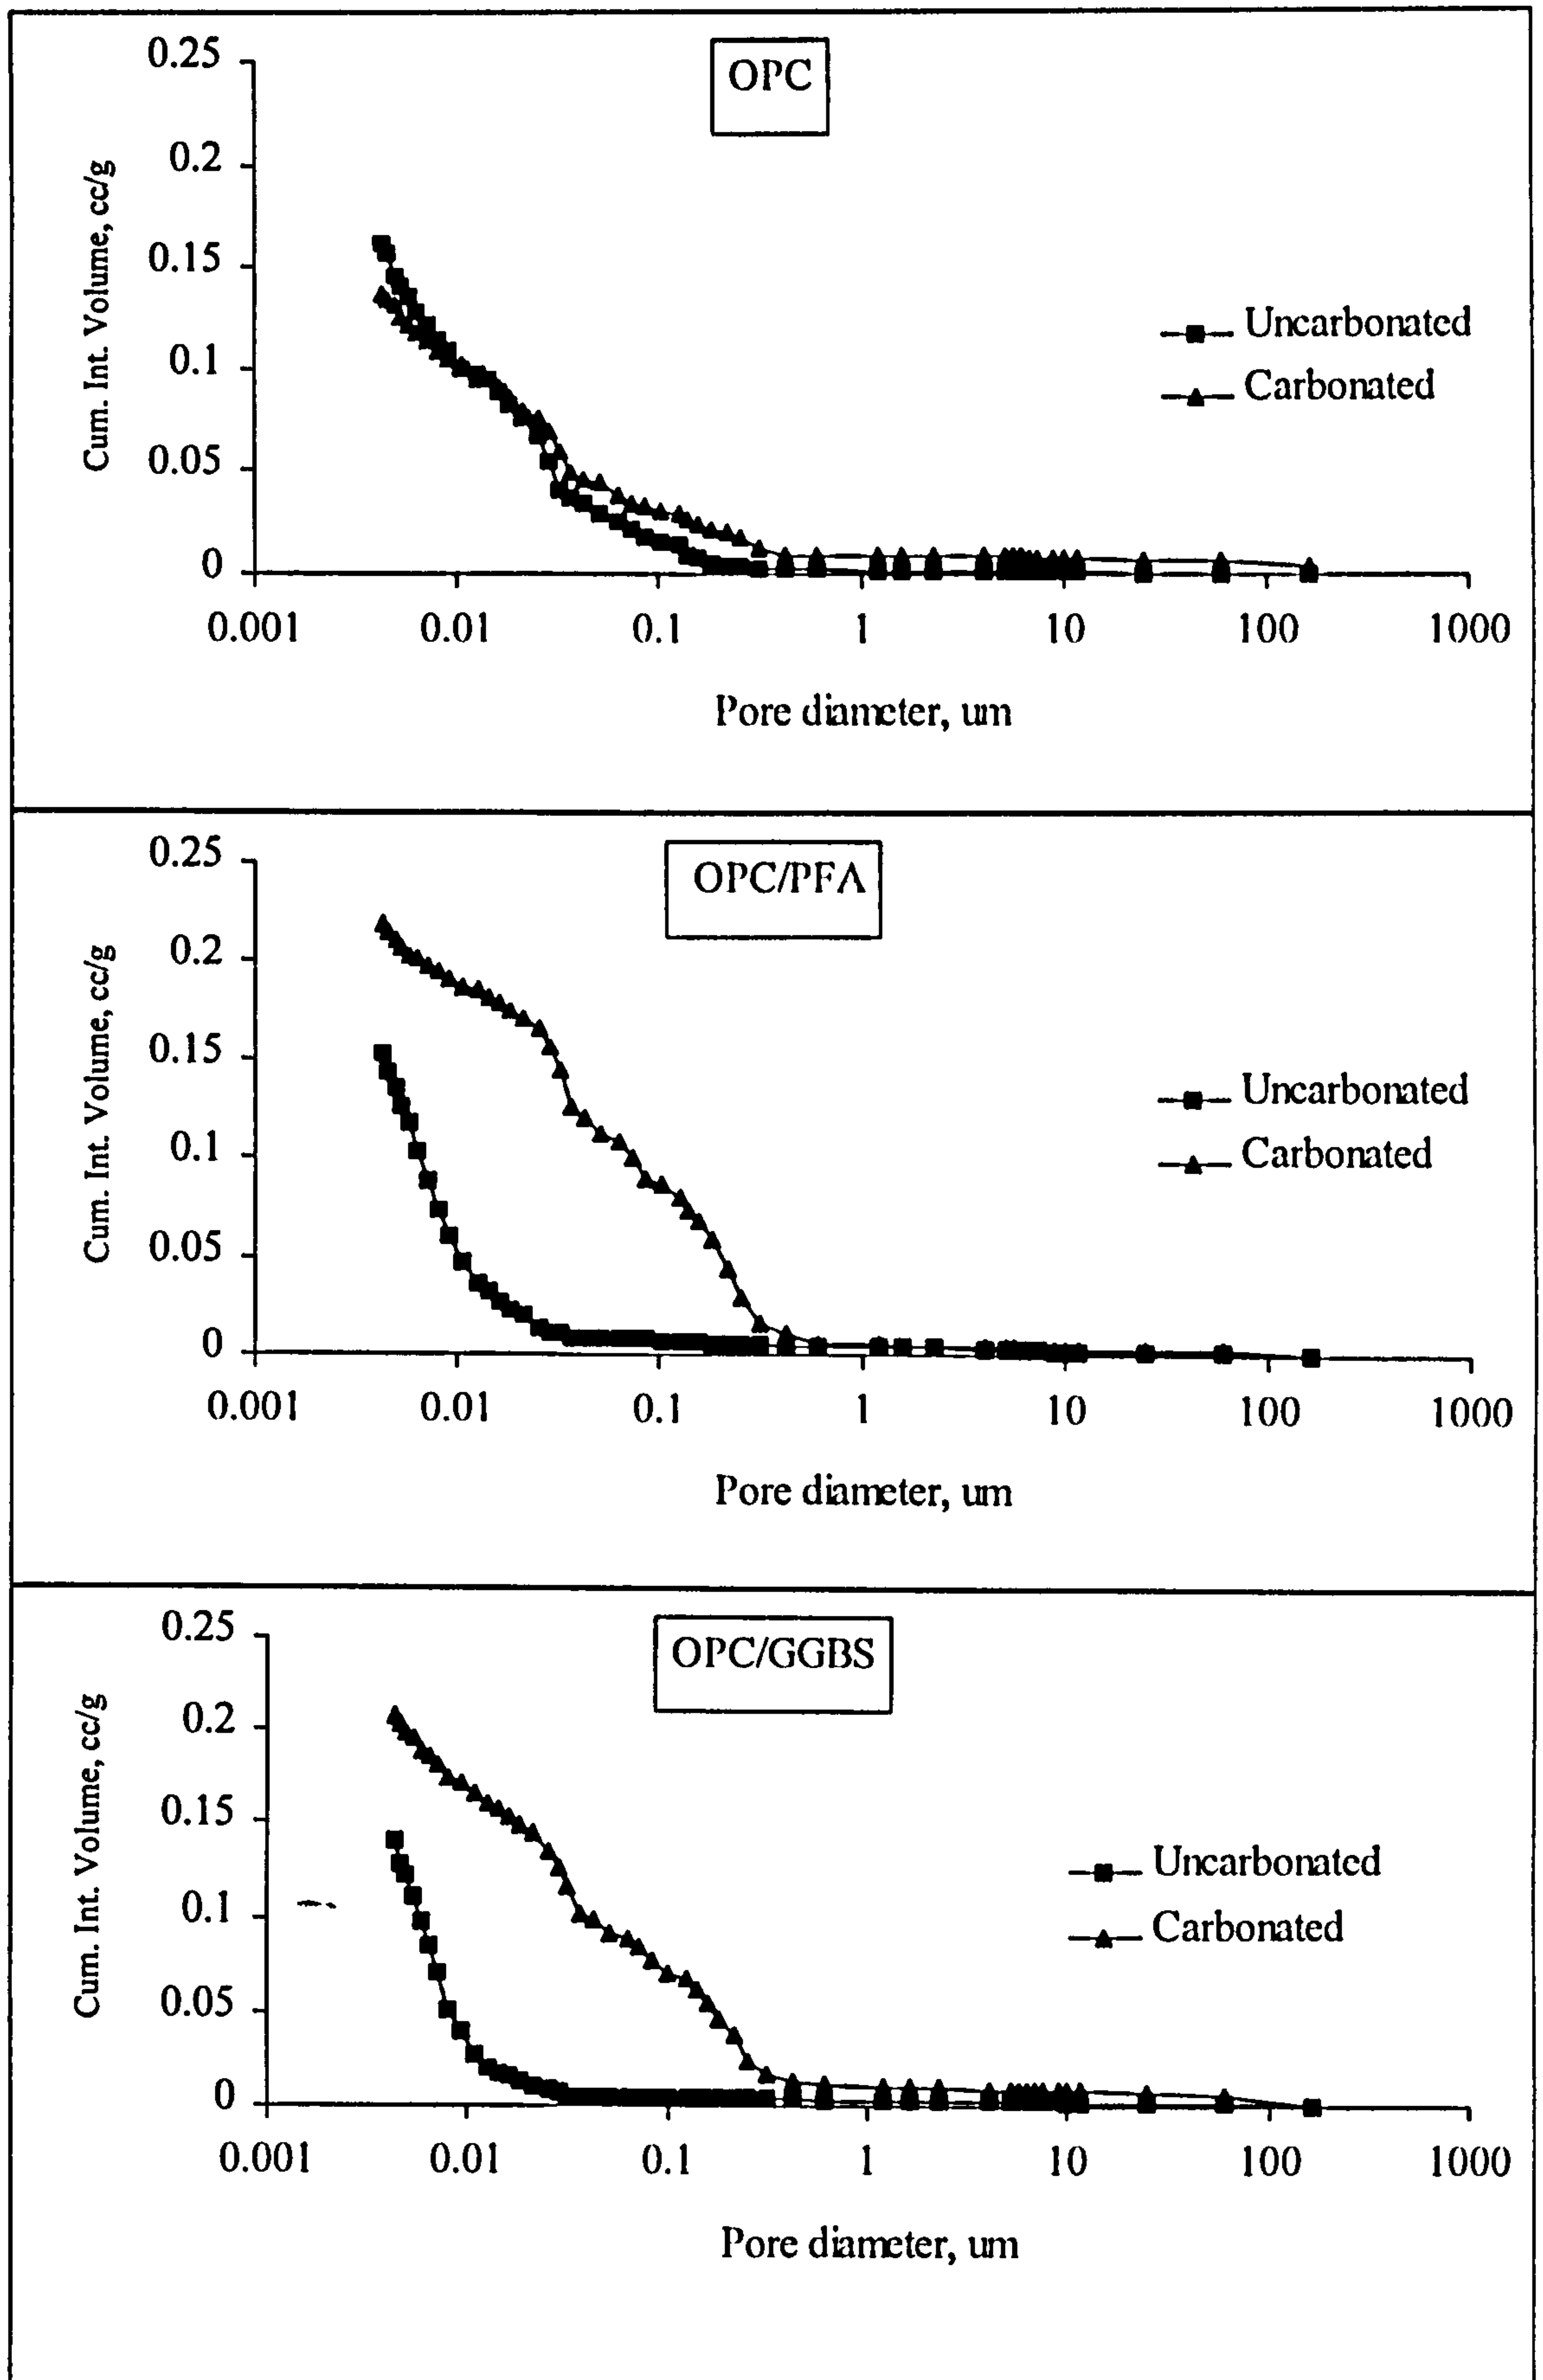 OPC
0.25
0.2
0.15
0.1
0.05
0
Cum. Int. Volume, cc/g
Uncarbonated
Carbonated
0.001 0.01 0.1 1 10 100 1000
Pore diameter, um
OPC/PFA
0.25
0.2
0.15
0.1
0.05
0
Cum. Int. Volume, cc/g
Uncarbonated
Carbonated
0.001 0.01 0.1 1 10 100 1000
Pore diameter, um
OPC/GGBS
0.25
0.2
0.15
0.1
0.05
0
Cum. Int. Volume, cc/g
Uncarbonated
Carbonated
0.001 0.01 0.1 1 10 100 1000
Pore diameter, um